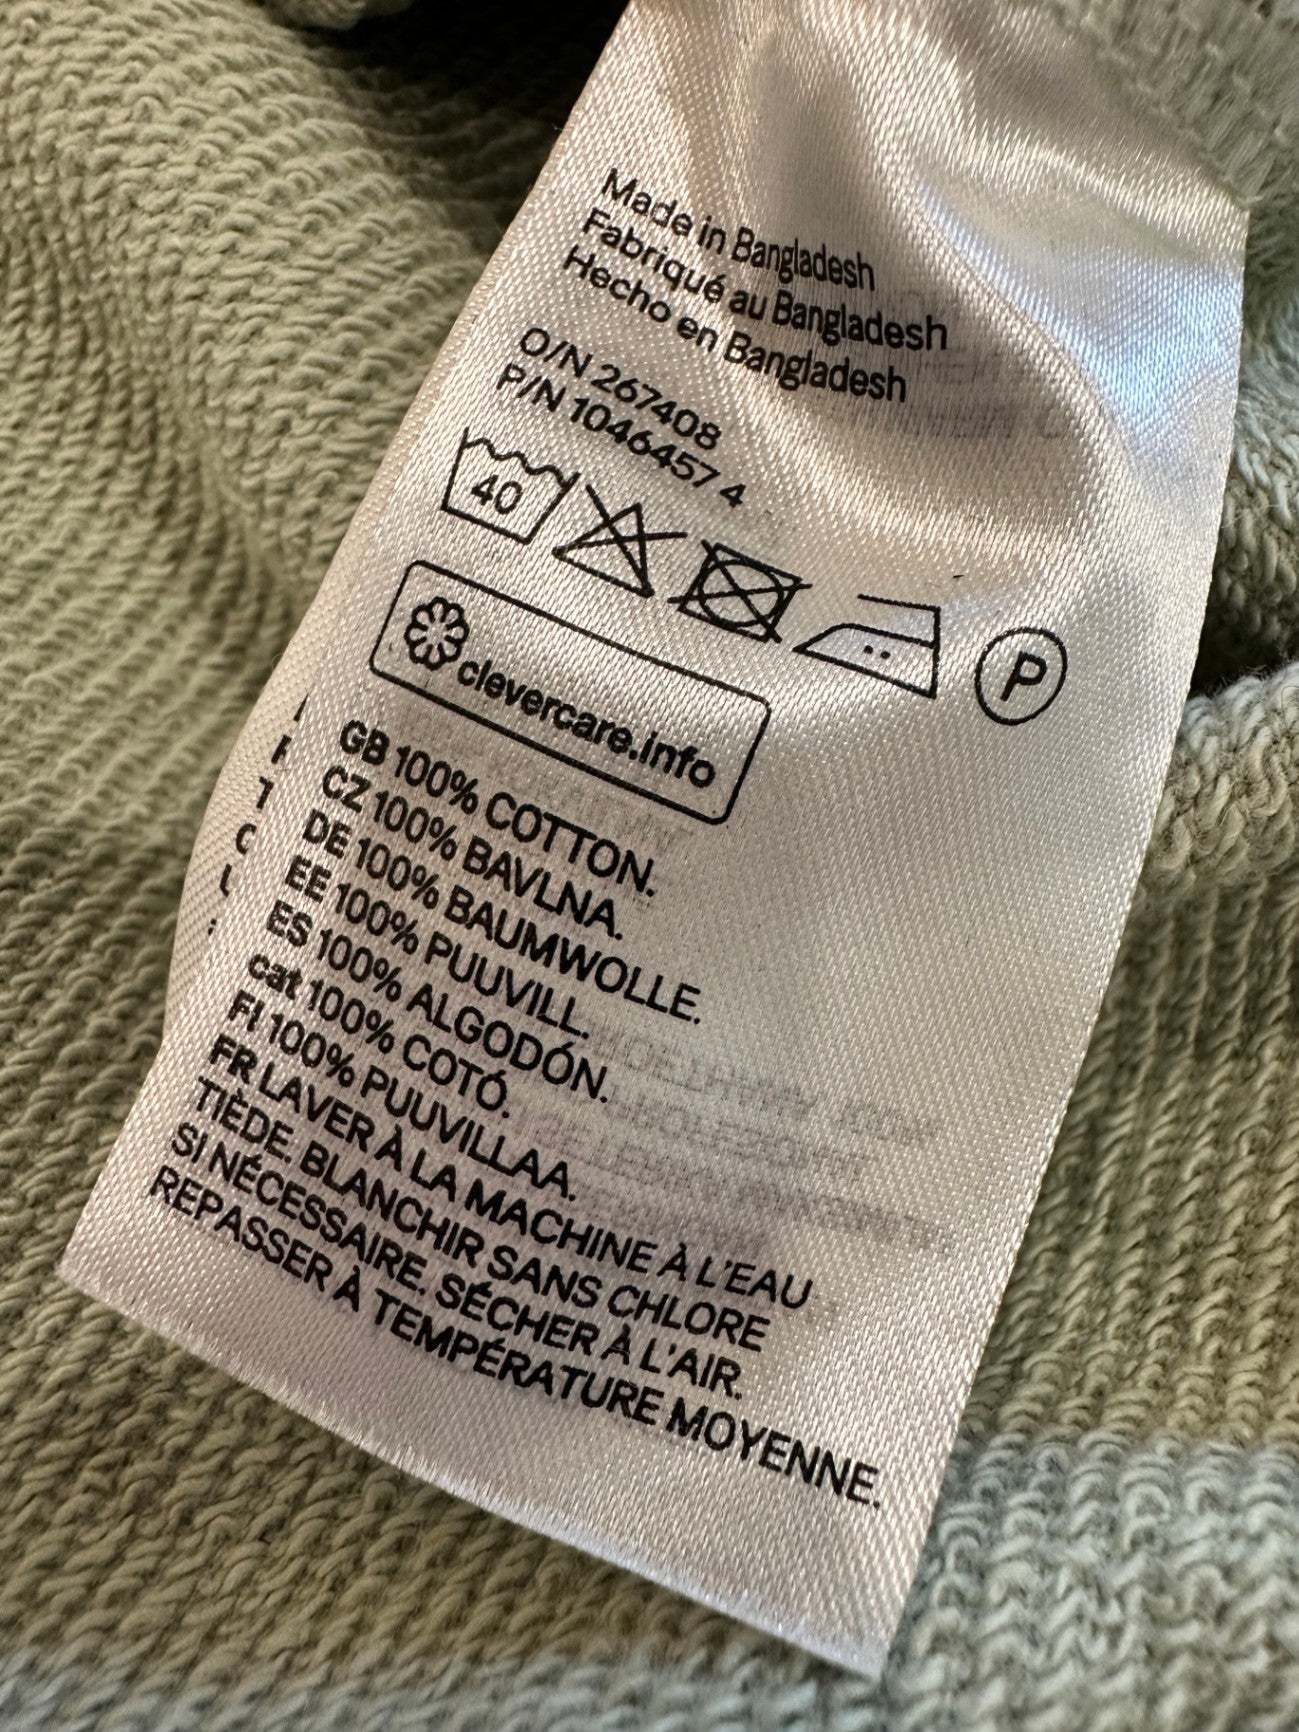 Made in Bangladesh
Fabriqué au Bangladesh
Hecho en Bangladesh
O/N 267408
P/N 1046457 4
40
P
clevercare.info
GB 100% COTTON.
CZ 100% BAVLNA.
DE 100% BAUMWOLLE.
EE 100% PUUVILL.
ES 100% ALGODÓN.
cat 100% COTÓ.
FI 100% PUUVILLAA.
FR LAVER À LA MACHINE À L'EAU
TIÈDE. BLANCHIR SANS CHLORE
SI NÉCESSAIRE. SÉCHER À L'AIR.
REPASSER À TEMPÉRATURE MOYENNE.